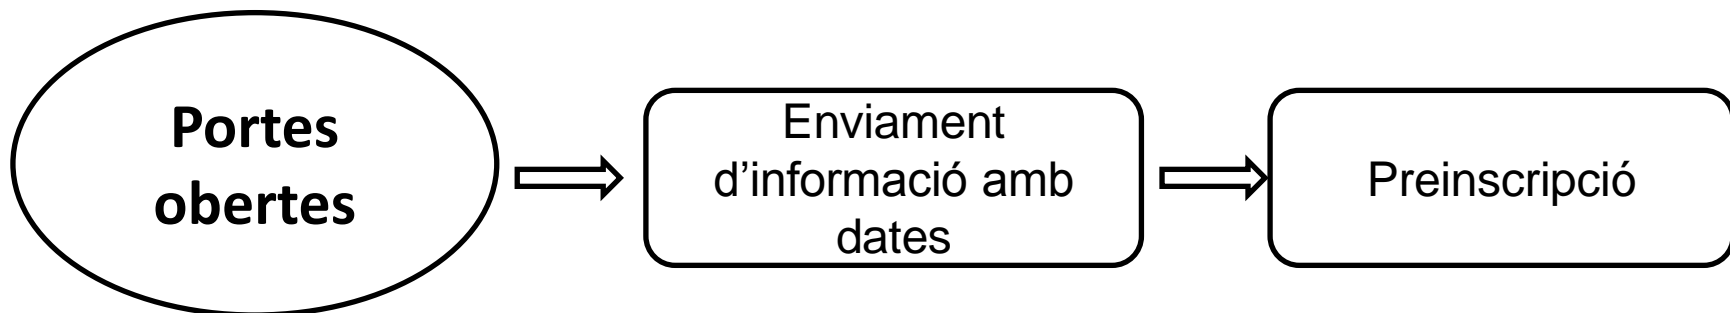 Portes
obertes
Enviament
d’informació amb
dates
Preinscripció